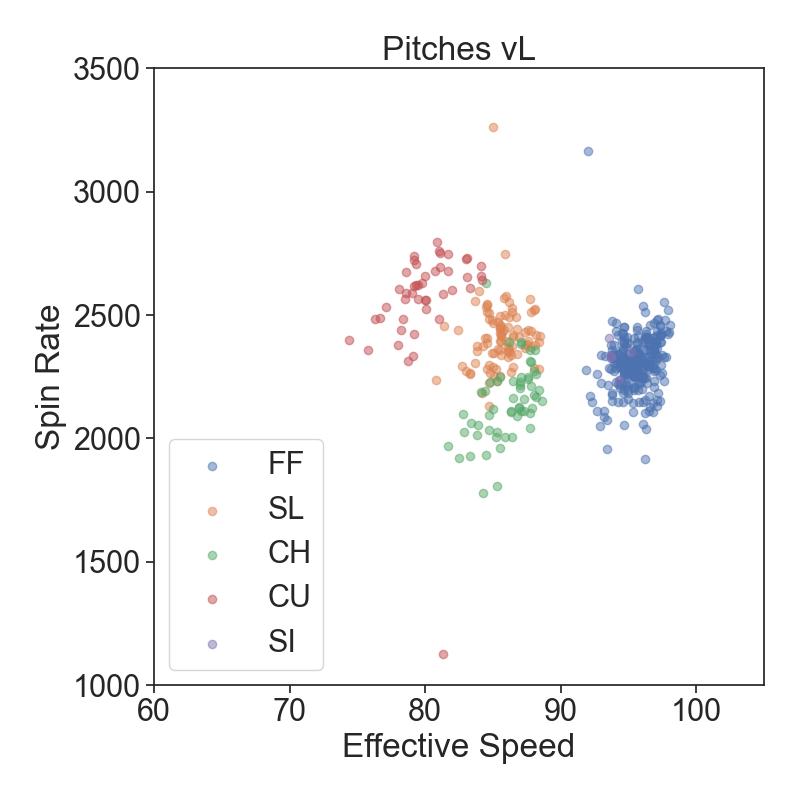 Pitches vL
3500
3000
2500
2000
1500
1000
Spin Rate
FF
SL
CH
CU
SI
60 70 80 90 100
Effective Speed